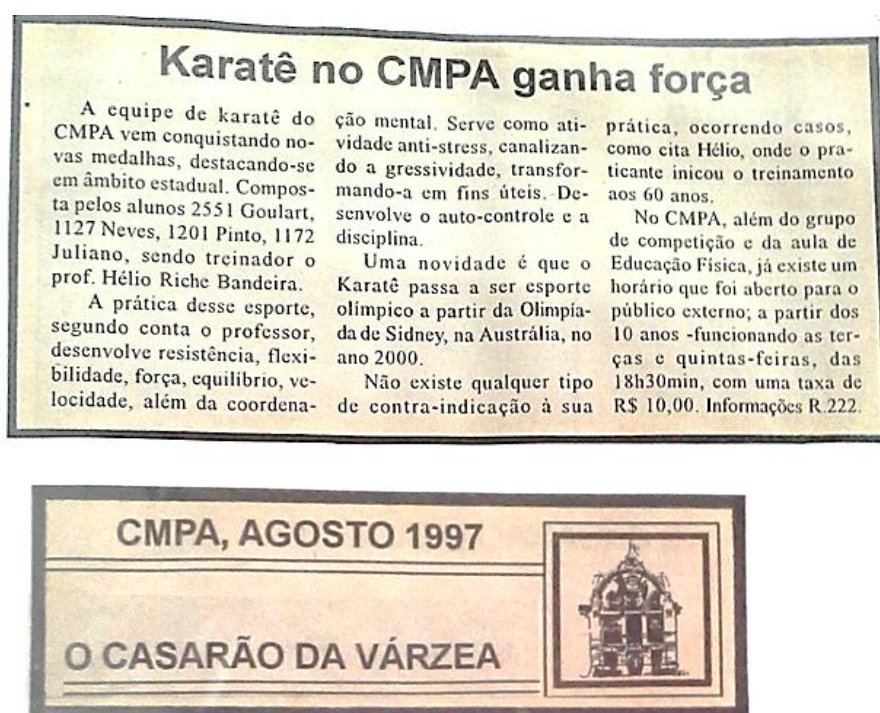 Karatê no CMPA ganha força
A equipe de karatê do
CMPA vem conquistando no-
vas medalhas, destacando-se
em âmbito estadual. Compos-
ta pelos alunos 2551 Goulart,
1127 Neves, 1201 Pinto, 1172
Juliano, sendo treinador o
prof. Hélio Riche Bandeira.
A prática desse esporte,
segundo conta o professor,
desenvolve resistência, flexi-
bilidade, força, equilíbrio, ve-
locidade, além da coordena-
ção mental. Serve como ati-
vidade anti-stress, canalizan-
do a gressividade, transfor-
mando-a em fins úteis. De-
senvolve o auto-controle e a
disciplina.
Uma novidade é que o
Karatê passa a ser esporte
olímpico a partir da Olimpía-
da de Sidney, na Austrália, no
ano 2000.
Não existe qualquer tipo
de contra-indicação à sua
prática, ocorrendo casos,
como cita Hélio, onde o pra-
ticante inicou o treinamento
aos 60 anos.
No CMPA, além do grupo
de competição e da aula de
Educação Física, já existe um
horário que foi aberto para o
público externo; a partir dos
10 anos -funcionando as ter-
ças e quintas-feiras, das
18h30min, com uma taxa de
R$ 10,00. Informações R.222.
CMPA, AGOSTO 1997
O CASARÃO DA VÁRZEA